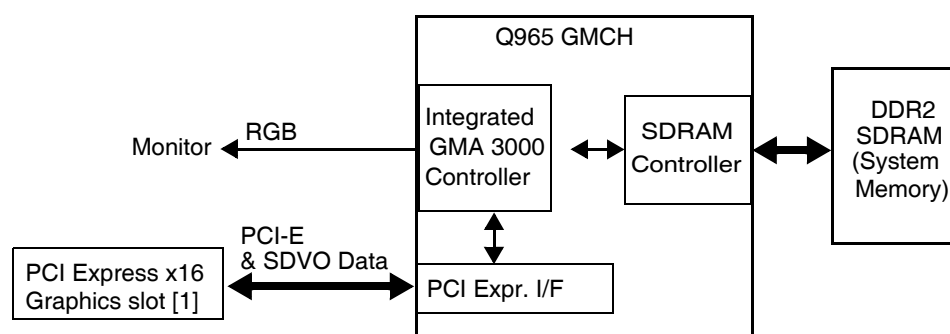 Q965 GMCH
Integrated
GMA 3000
Controller
SDRAM
Controller
DDR2
SDRAM
(System
Memory)
Monitor
RGB
PCI-E
& SDVO Data
PCI Express x16
Graphics slot [1]
PCI Expr. I/F